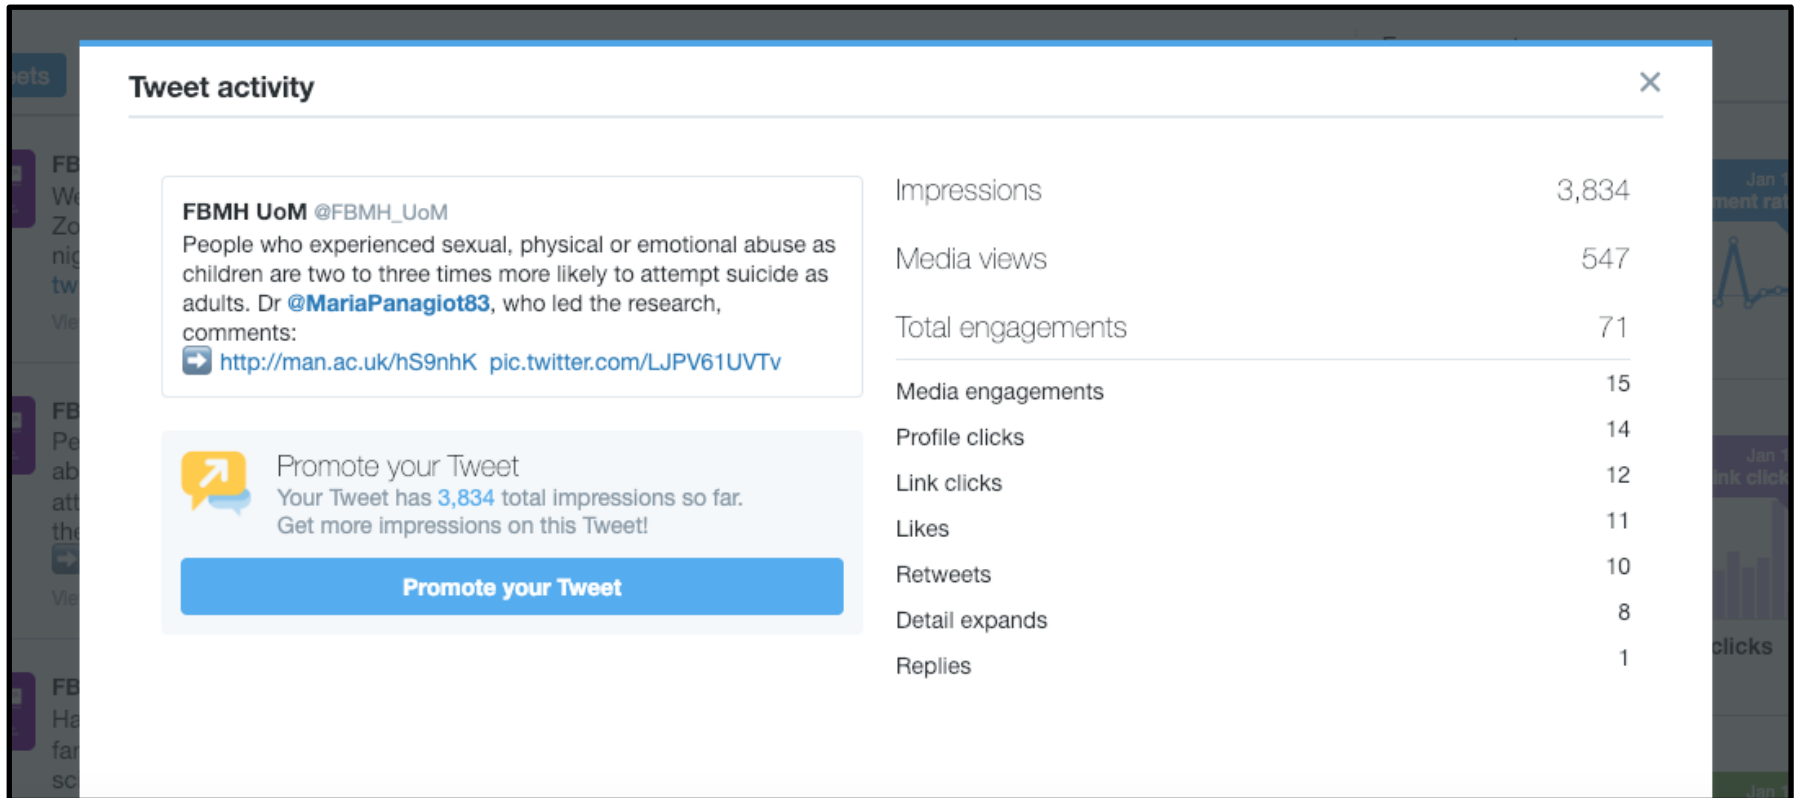 Tweet activity
FBMH UoM @FBMH_UoM
People who experienced sexual, physical or emotional abuse as
children are two to three times more likely to attempt suicide as
adults. Dr @MariaPanagiot83, who led the research,
comments:
➡ http://man.ac.uk/hS9nhK pic.twitter.com/LJPV61UVTv
Promote your Tweet
Your Tweet has 3,834 total impressions so far.
Get more impressions on this Tweet!
Promote your Tweet
Impressions 3,834
Media views 547
Total engagements 71
Media engagements 15
Profile clicks 14
Link clicks 12
Likes 11
Retweets 10
Detail expands 8
Replies 1
clicks